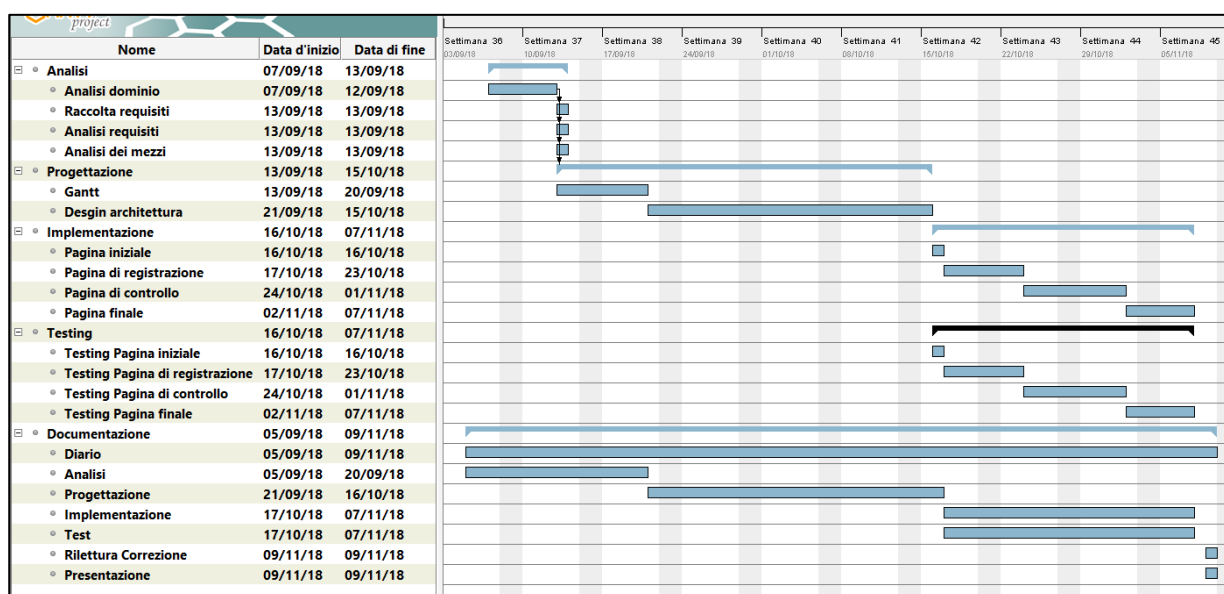 project
Nome Data d'inizio Data di fine
Settimana 36 Settimana 37 Settimana 38 Settimana 39 Settimana 40 Settimana 41 Settimana 42 Settimana 43 Settimana 44 Settimana 45
03/09/18 10/09/18 17/09/18 24/09/18 01/10/18 08/10/18 15/10/18 22/10/18 29/10/18 05/11/18
Analisi 07/09/18 13/09/18
Analisi dominio 07/09/18 12/09/18
Raccolta requisiti 13/09/18 13/09/18
Analisi requisiti 13/09/18 13/09/18
Analisi dei mezzi 13/09/18 13/09/18
Progettazione 13/09/18 15/10/18
Gantt 13/09/18 20/09/18
Desgin architettura 21/09/18 15/10/18
Implementazione 16/10/18 07/11/18
Pagina iniziale 16/10/18 16/10/18
Pagina di registrazione 17/10/18 23/10/18
Pagina di controllo 24/10/18 01/11/18
Pagina finale 02/11/18 07/11/18
Testing 16/10/18 07/11/18
Testing Pagina iniziale 16/10/18 16/10/18
Testing Pagina di registrazione 17/10/18 23/10/18
Testing Pagina di controllo 24/10/18 01/11/18
Testing Pagina finale 02/11/18 07/11/18
Documentazione 05/09/18 09/11/18
Diario 05/09/18 09/11/18
Analisi 05/09/18 20/09/18
Progettazione 21/09/18 16/10/18
Implementazione 17/10/18 07/11/18
Test 17/10/18 07/11/18
Rilettura Correzione 09/11/18 09/11/18
Presentazione 09/11/18 09/11/18